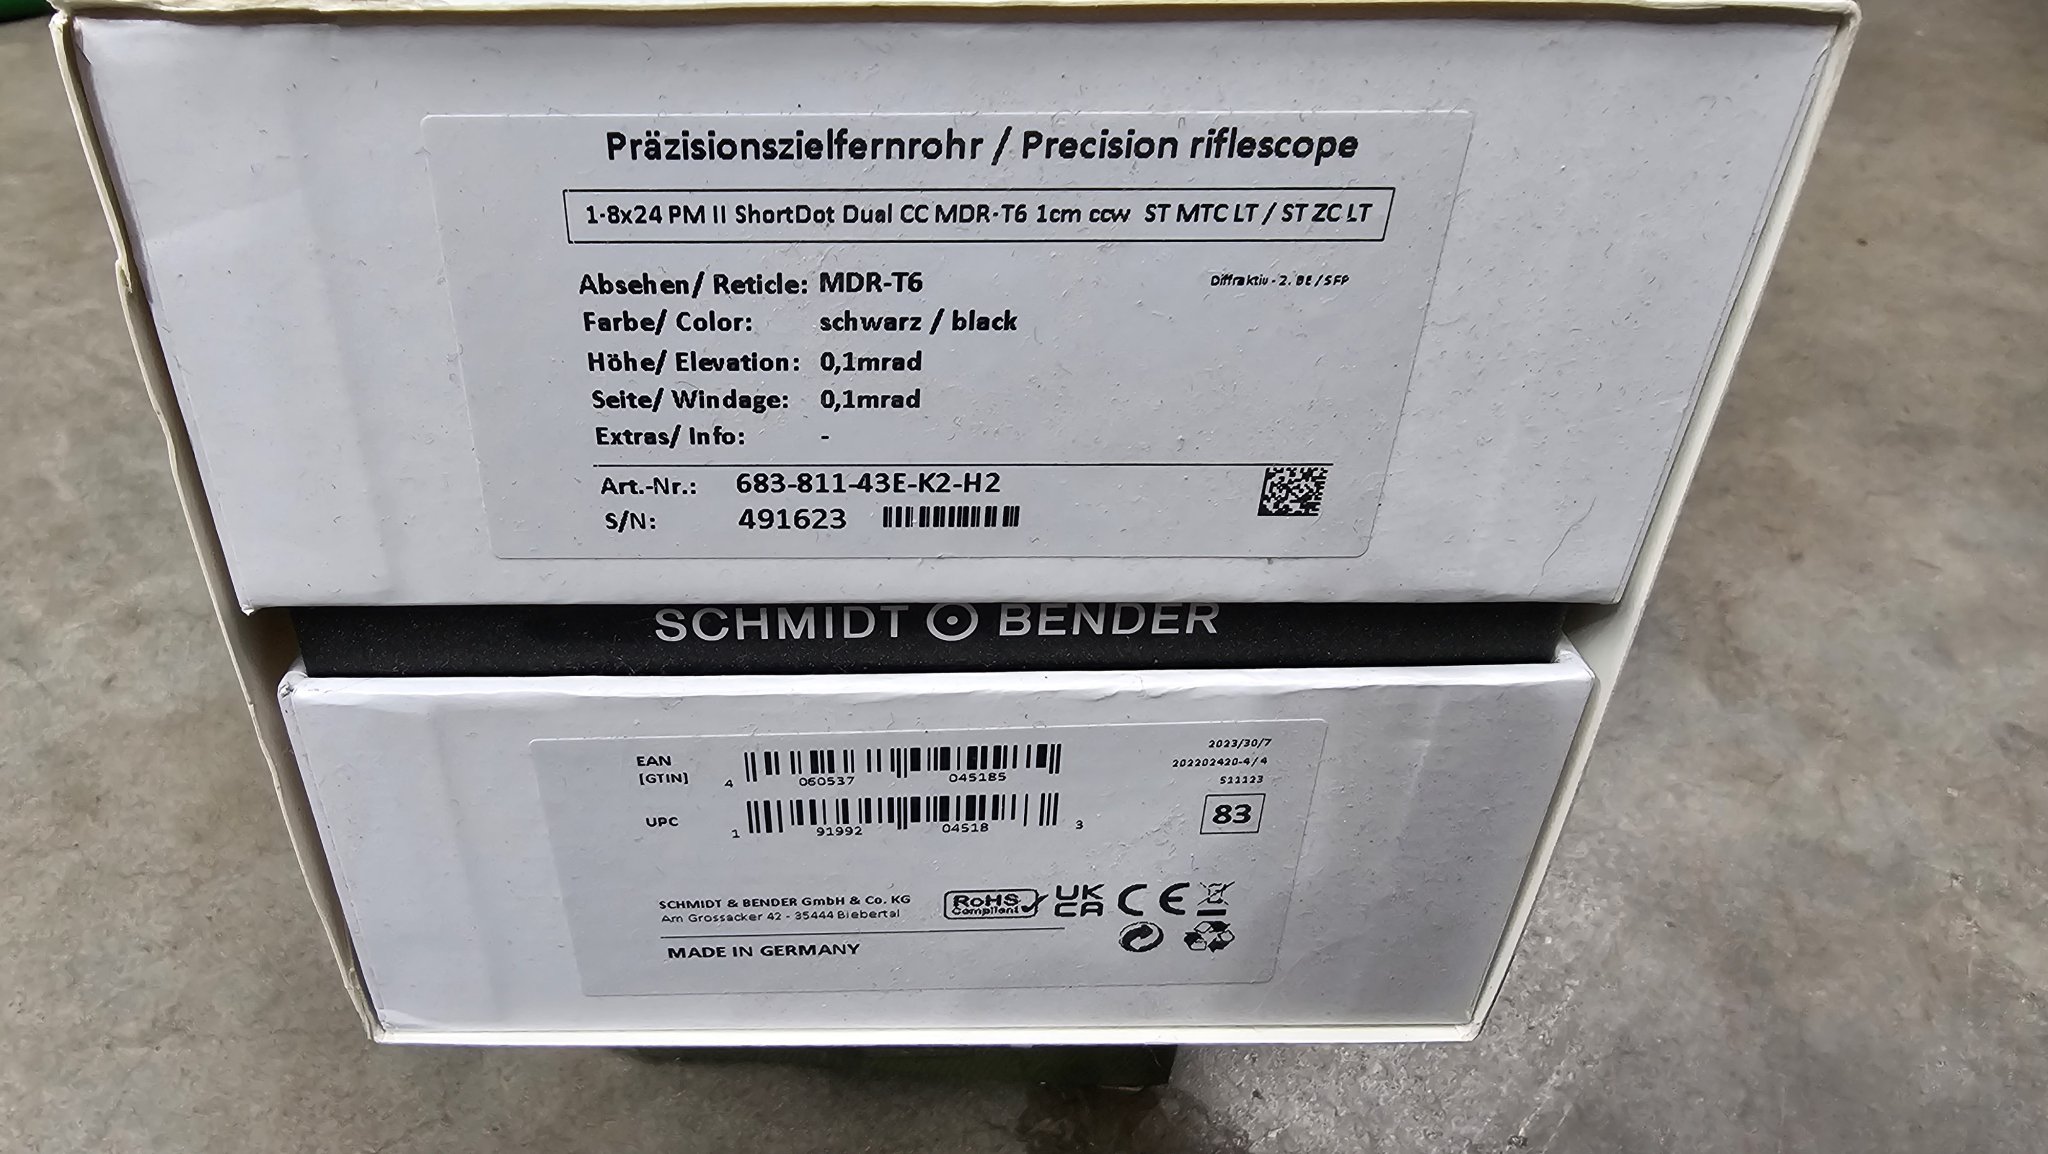 Präzisionszielfernrohr / Precision riflescope
1-8x24 PM II ShortDot Dual CC MDR-T6 1cm ccw ST MTC LT / ST ZC LT
Absehen/ Reticle: MDR-T6
Diffraktiv - 2. BE / SFP
Farbe/ Color: schwarz / black
Höhe/ Elevation: 0,1mrad
Seite/ Windage: 0,1mrad
Extras/ Info: -
Art.-Nr.: 683-811-43E-K2-H2
S/N: 491623
SCHMIDT BENDER
EAN
[GTIN]
4 060537 045185
2023/30/7
202202420-4/4
S11123
UPC
1 91992 04518 3
83
SCHMIDT & BENDER GmbH & Co. KG
Am Grossacker 42 - 35444 Biebertal
RoHS
Compliant
UK
CA
CE
MADE IN GERMANY